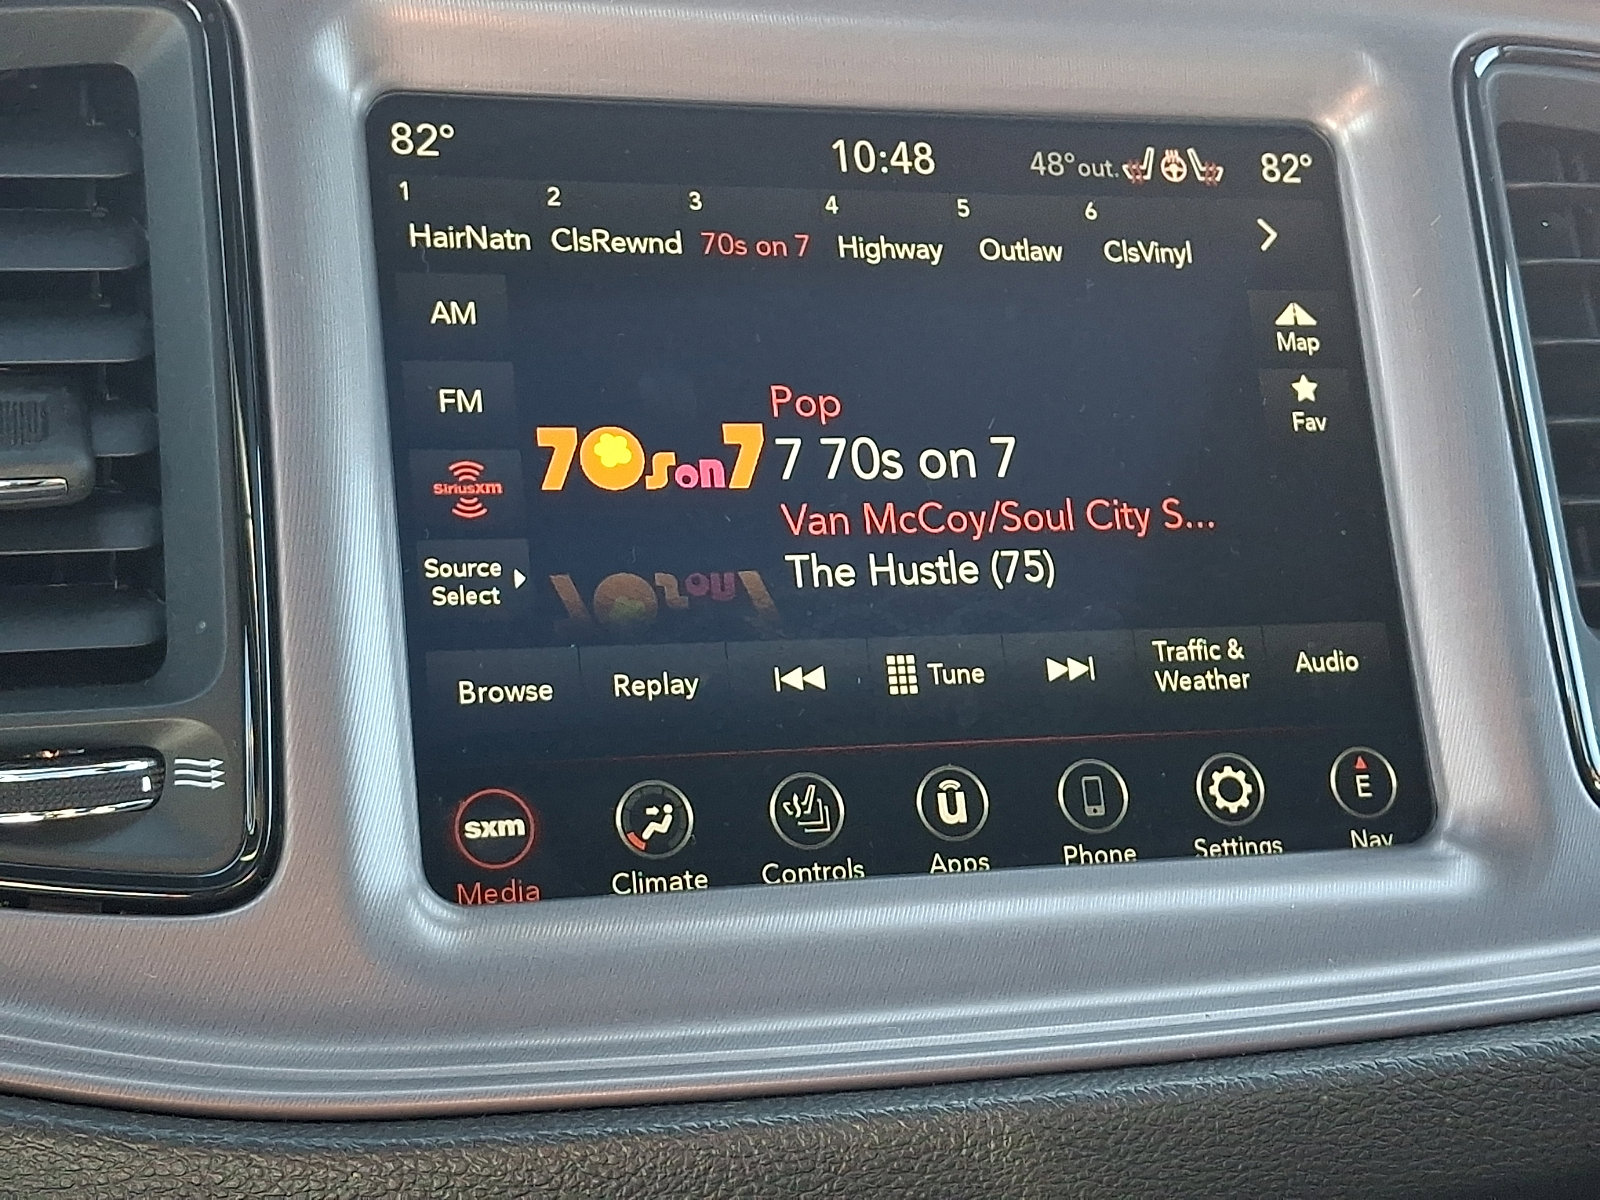 82°
10:48
48° out.
82°
1 2 3 4 5 6
HairNatn ClsRewnd 70s on 7 Highway Outlaw ClsVinyl
AM
Map
FM
Fav
Pop
70s on 7
7 70s on 7
SiriusXM
Van McCoy/Soul City S...
The Hustle (75)
Source
Select
Browse Replay Tune
Traffic &
Weather
Audio
sxm
u
E
Media Climate Controls Apps Phone Settings Nav